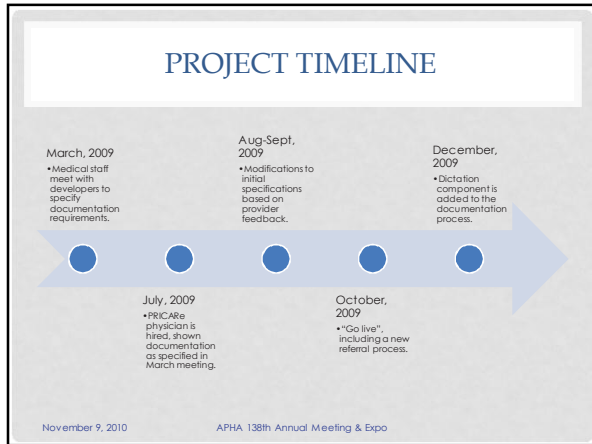 PROJECT TIMELINE
March, 2009
•Medical staff
meet with
developers to
specify
documentation
requirements.
July, 2009
•PRICARe
physician is
hired, shown
documentation
as specified in
March meeting.
Aug-Sept,
2009
•Modifications to
initial
specifications
based on
provider
feedback.
October,
2009
•"Go live",
including a new
referral process.
December,
2009
•Dictation
component is
added to the
documentation
process.
November 9, 2010
APHA 138th Annual Meeting & Expo